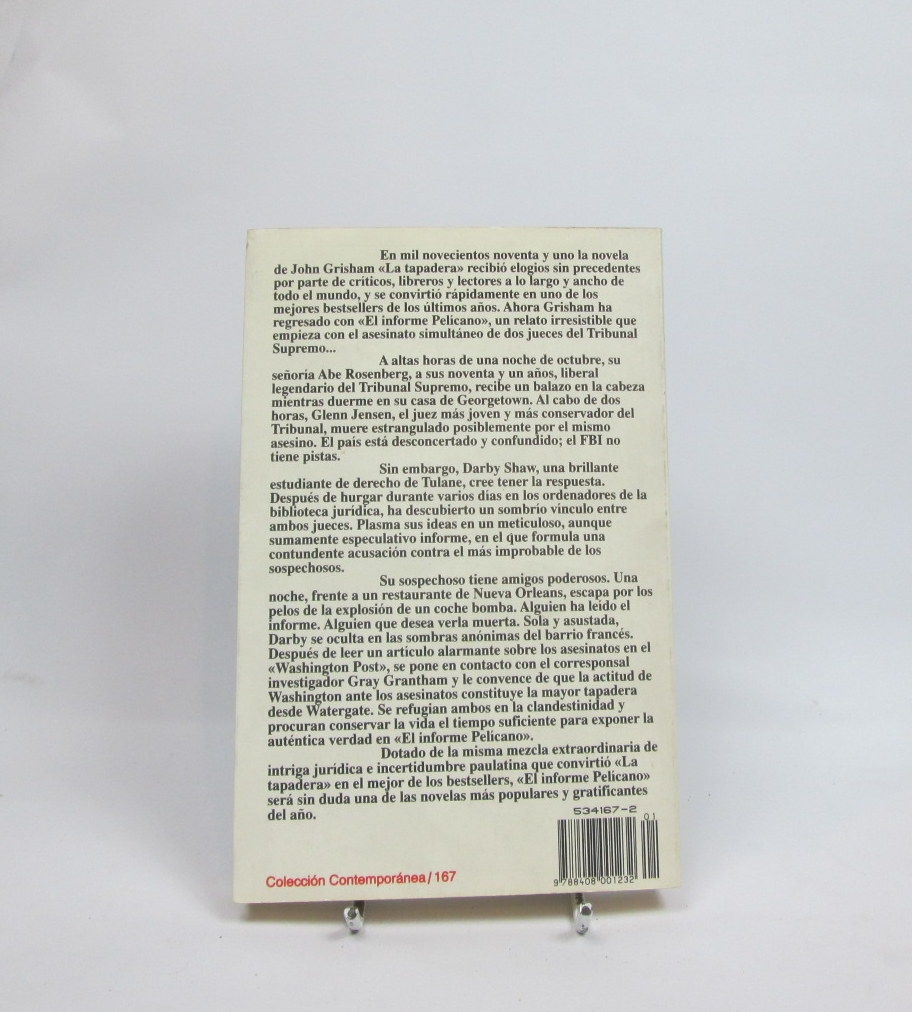 En mil novecientos noventa y uno la novela
de John Grisham «La tapadera» recibió elogios sin precedentes
por parte de críticos, libreros y lectores a lo largo y ancho de
todo el mundo, y se convirtió rápidamente en uno de los
mejores bestsellers de los últimos años. Ahora Grisham ha
regresado con «El informe Pelicano», un relato irresistible que
empieza con el asesinato simultáneo de dos jueces del Tribunal
Supremo...
A altas horas de una noche de octubre, su
señoría Abe Rosenberg, a sus noventa y un años, liberal
legendario del Tribunal Supremo, recibe un balazo en la cabeza
mientras duerme en su casa de Georgetown. Al cabo de dos
horas, Glenn Jensen, el juez más joven y más conservador del
Tribunal, muere estrangulado posiblemente por el mismo
asesino. El país está desconcertado y confundido; el FBI no
tiene pistas.
Sin embargo, Darby Shaw, una brillante
estudiante de derecho de Tulane, cree tener la respuesta.
Después de hurgar durante varios días en los ordenadores de la
biblioteca jurídica, ha descubierto un sombrío vínculo entre
ambos jueces. Plasma sus ideas en un meticuloso, aunque
sumamente especulativo informe, en el que formula una
contundente acusación contra el más improbable de los
sospechosos.
Su sospechoso tiene amigos poderosos. Una
noche, frente a un restaurante de Nueva Orleans, escapa por los
pelos de la explosión de un coche bomba. Alguien ha leído el
informe. Alguien que desea verla muerta. Sola y asustada,
Darby se oculta en las sombras anónimas del barrio francés.
Después de leer un artículo alarmante sobre los asesinatos en el
«Washington Post», se pone en contacto con el corresponsal
investigador Gray Grantham y le convence de que la actitud de
Washington ante los asesinatos constituye la mayor tapadera
desde Watergate. Se refugian ambos en la clandestinidad y
procuran conservar la vida el tiempo suficiente para exponer la
auténtica verdad en «El informe Pelicano».
Dotado de la misma mezcla extraordinaria de
intriga jurídica e incertidumbre paulatina que convirtió «La
tapadera» en el mejor de los bestsellers, «El informe Pelicano»
será sin duda una de las novelas más populares y gratificantes
del año.
534167-2
01
9 788408 001232
Colección Contemporánea/167